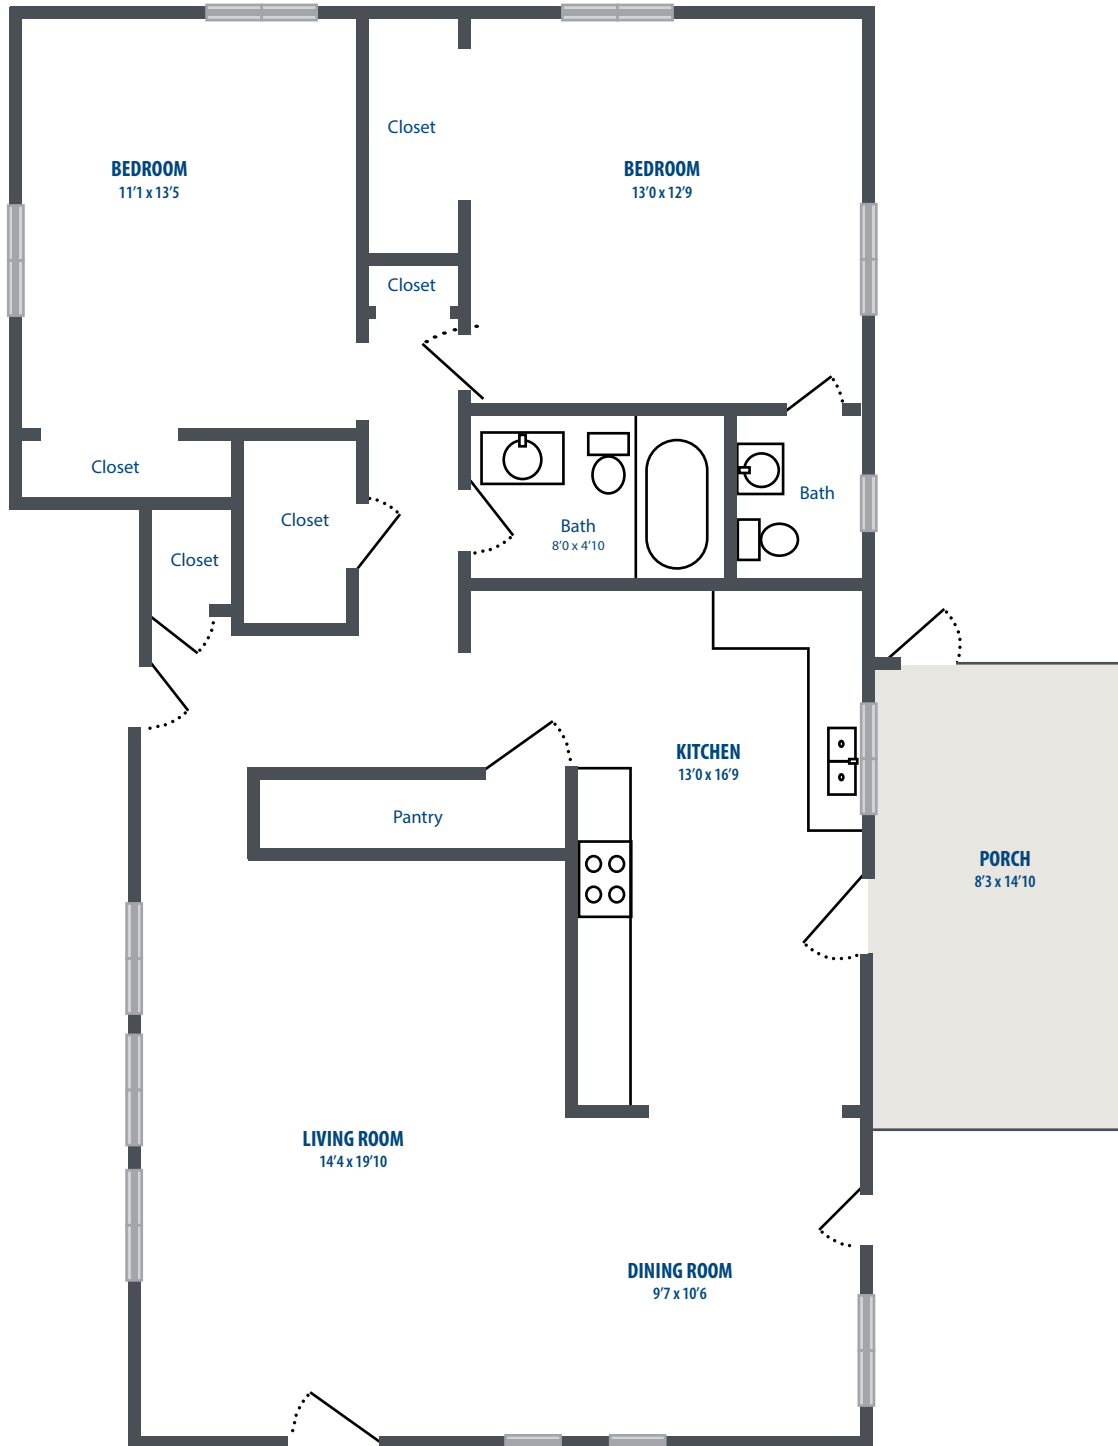 Closet
BEDROOM
11'1 x 13'5
BEDROOM
13'0 x 12'9
Closet
Closet
Closet
Closet
Bath
8'0 x 4'10
Bath
Closet
KITCHEN
13'0 x 16'9
Pantry
PORCH
8'3 x 14'10
LIVING ROOM
14'4 x 19'10
DINING ROOM
9'7 x 10'6